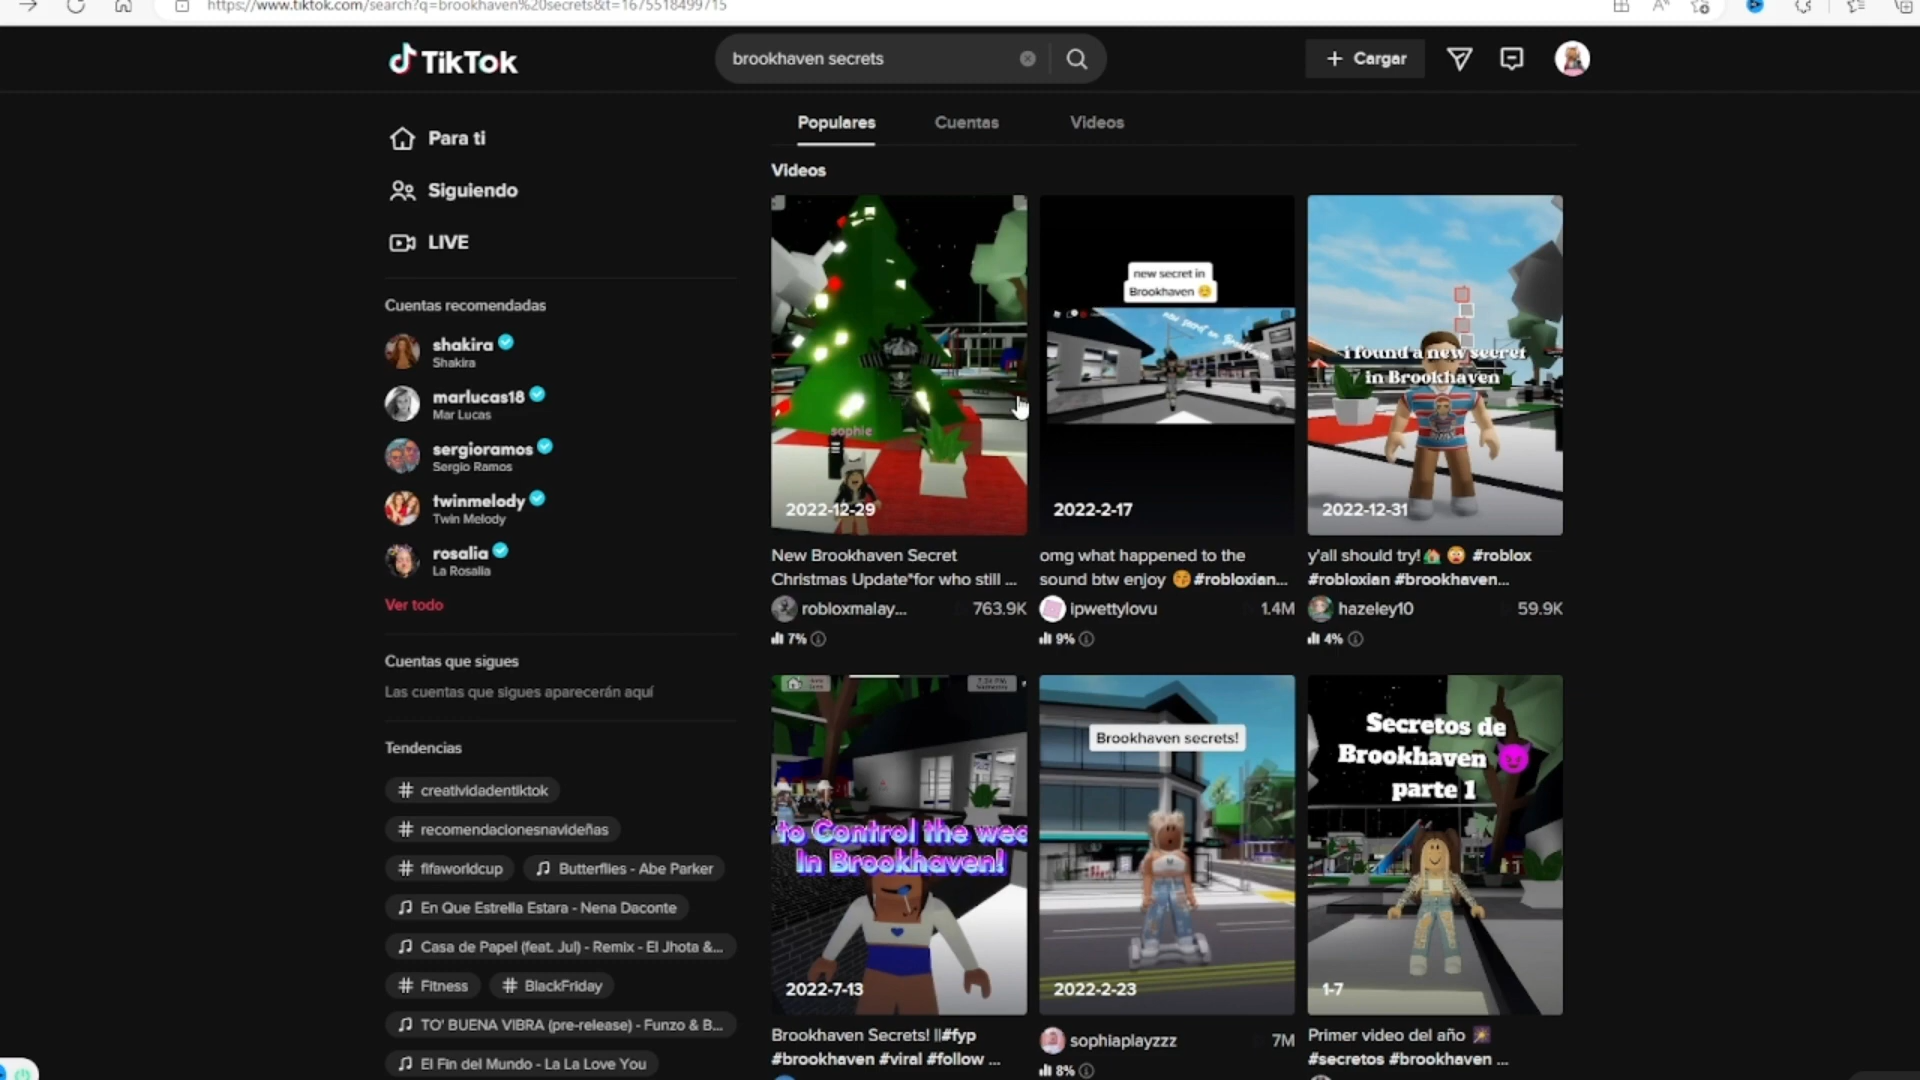 https://www.tiktok.com/search?q=brookhaven%20secrets&t=1675518499715
TikTok
brookhaven secrets
Cargar
Para ti
Siguiendo
LIVE
Cuentas recomendadas
shakira
Shakira
marlucas18
Mar Lucas
sergioramos
Sergio Ramos
twinmelody
Twin Melody
rosalia
La Rosalia
Ver todo
Cuentas que sigues
Las cuentas que sigues aparecerán aquí
Tendencias
# creatividadentiktok
# recomendacionesnavideñas
# fifaworldcup
Butterflies - Abe Parker
En Que Estrella Estara - Nena Daconte
Casa de Papel (feat. Jul) - Remix - El Jhota &...
# Fitness
# BlackFriday
TO' BUENA VIBRA (pre-release) - Funzo & B...
El Fin del Mundo - La La Love You
Populares
Cuentas
Videos
Videos
sophie
2022-12-29
New Brookhaven Secret
Christmas Update"for who still ...
robloxmalay...
763.9K
7%
new secret in
Brookhaven
new secret on Brookhaven
2022-2-17
omg what happened to the
sound btw enjoy 😚 #robloxian...
ipwettylovu
1.4M
9%
i found a new secret
in Brookhaven
2022-12-31
y'all should try! 🏡 😩 #roblox
#robloxian #brookhaven...
hazeley10
59.9K
4%
to Control the wea
In Brookhaven!
2022-7-13
Brookhaven Secrets! ||#fyp
#brookhaven #viral #follow ...
Brookhaven secrets!
2022-2-23
sophiaplayzzz
7M
8%
Secretos de
Brookhaven 😈
parte 1
1-7
Primer video del año 🎇
#secretos #brookhaven ...